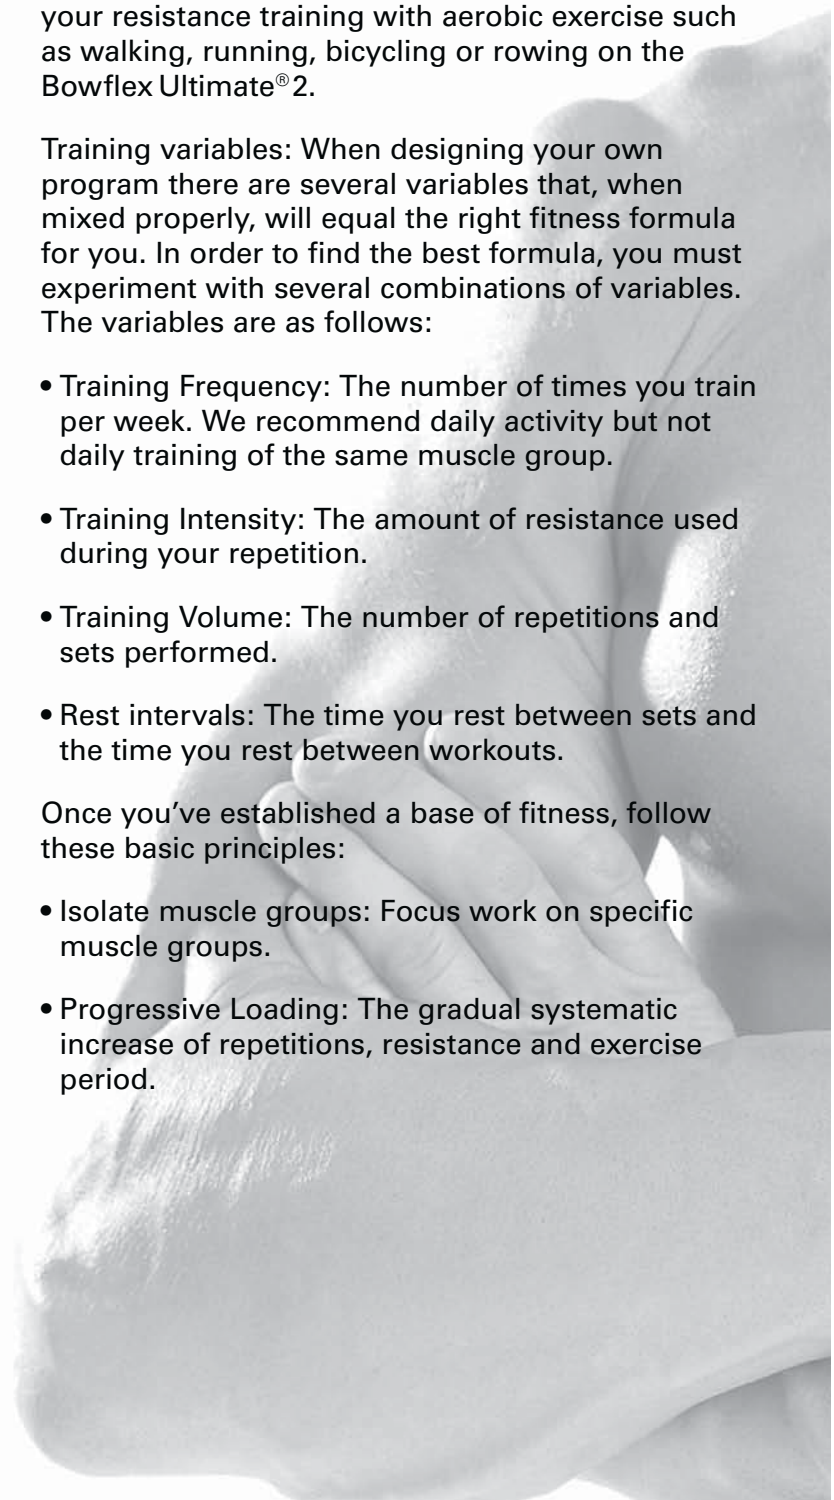 your resistance training with aerobic exercise such
as walking, running, bicycling or rowing on the
Bowflex Ultimate®2.
Training variables: When designing your own
program there are several variables that, when
mixed properly, will equal the right fitness formula
for you. In order to find the best formula, you must
experiment with several combinations of variables.
The variables are as follows:
• Training Frequency: The number of times you train
per week. We recommend daily activity but not
daily training of the same muscle group.
• Training Intensity: The amount of resistance used
during your repetition.
• Training Volume: The number of repetitions and
sets performed.
• Rest intervals: The time you rest between sets and
the time you rest between workouts.
Once you’ve established a base of fitness, follow
these basic principles:
• Isolate muscle groups: Focus work on specific
muscle groups.
• Progressive Loading: The gradual systematic
increase of repetitions, resistance and exercise
period.